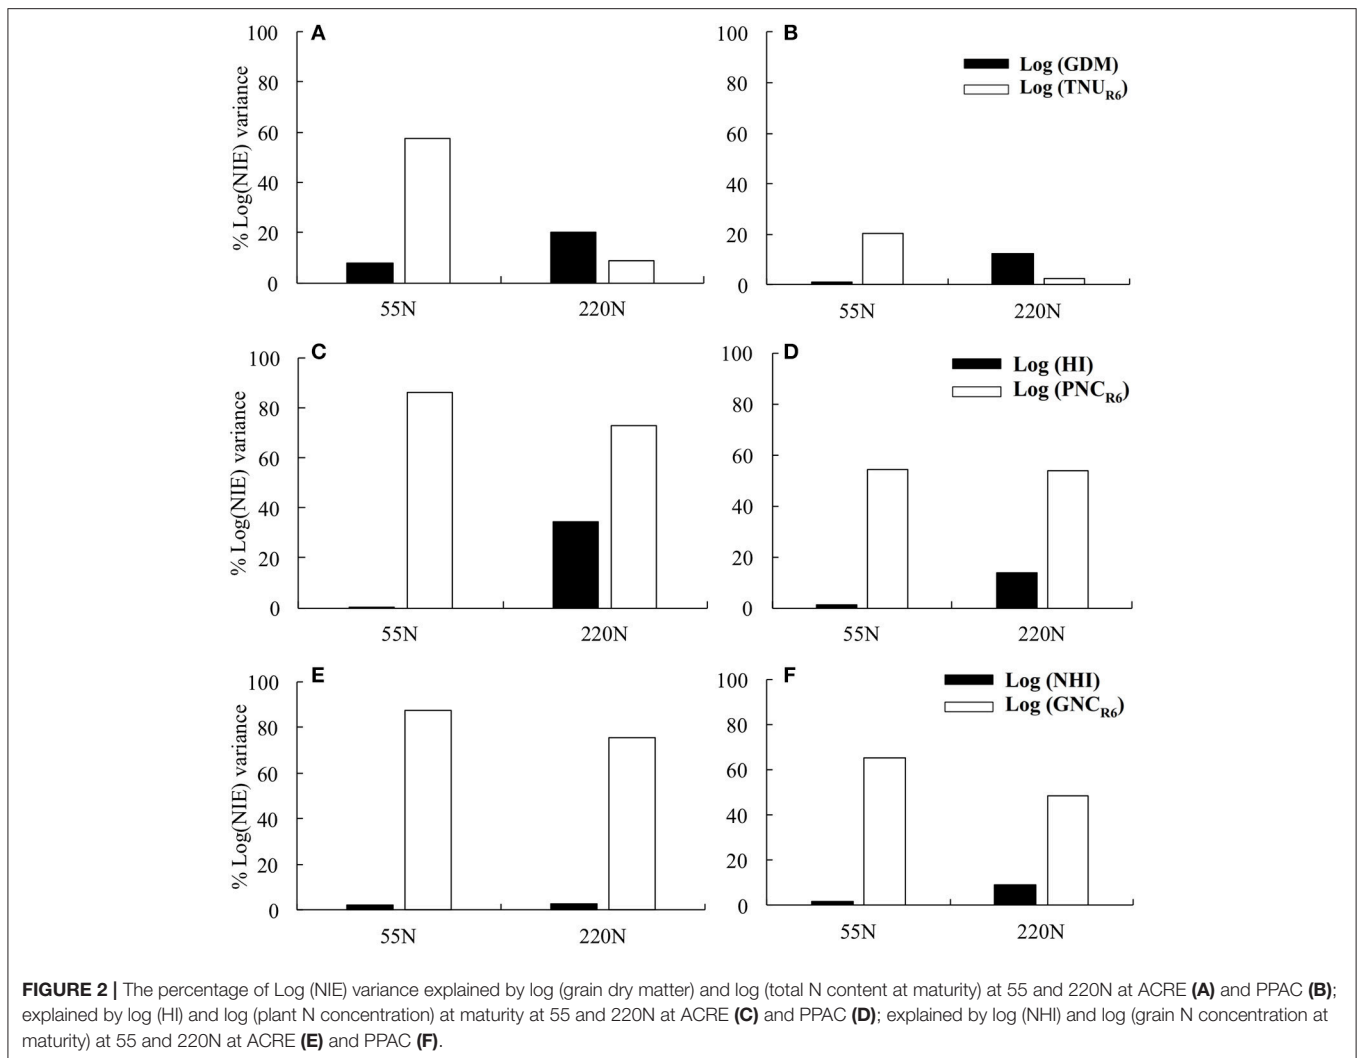 A
100
80
60
40
20
0
% Log(NIE) variance
55N 220N
B
100
80
60
40
20
0
Log (GDM)
Log (TNU_R6)
55N 220N
C
100
80
60
40
20
0
% Log(NIE) variance
55N 220N
D
100
80
60
40
20
0
Log (HI)
Log (PNC_R6)
55N 220N
E
100
80
60
40
20
0
% Log(NIE) variance
55N 220N
F
100
80
60
40
20
0
Log (NHI)
Log (GNC_R6)
55N 220N
FIGURE 2 | The percentage of Log (NIE) variance explained by log (grain dry matter) and log (total N content at maturity) at 55 and 220N at ACRE (A) and PPAC (B);
explained by log (HI) and log (plant N concentration) at maturity at 55 and 220N at ACRE (C) and PPAC (D); explained by log (NHI) and log (grain N concentration at
maturity) at 55 and 220N at ACRE (E) and PPAC (F).